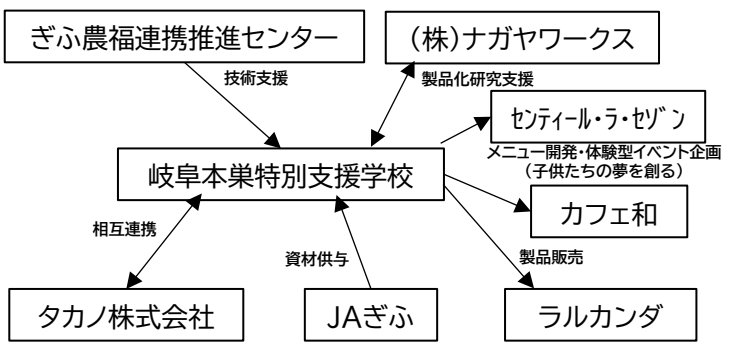 ぎふ農福連携推進センター
（株）ナガヤワークス
技術支援
製品化研究支援
ｾﾝﾃｨｰﾙ・ﾗ・ｾｿﾞﾝ
メニュー開発・体験型イベント企画
（子供たちの夢を創る）
岐阜本巣特別支援学校
カフェ和
相互連携
資材供与
製品販売
タカノ株式会社
JAぎふ
ラルカンダ